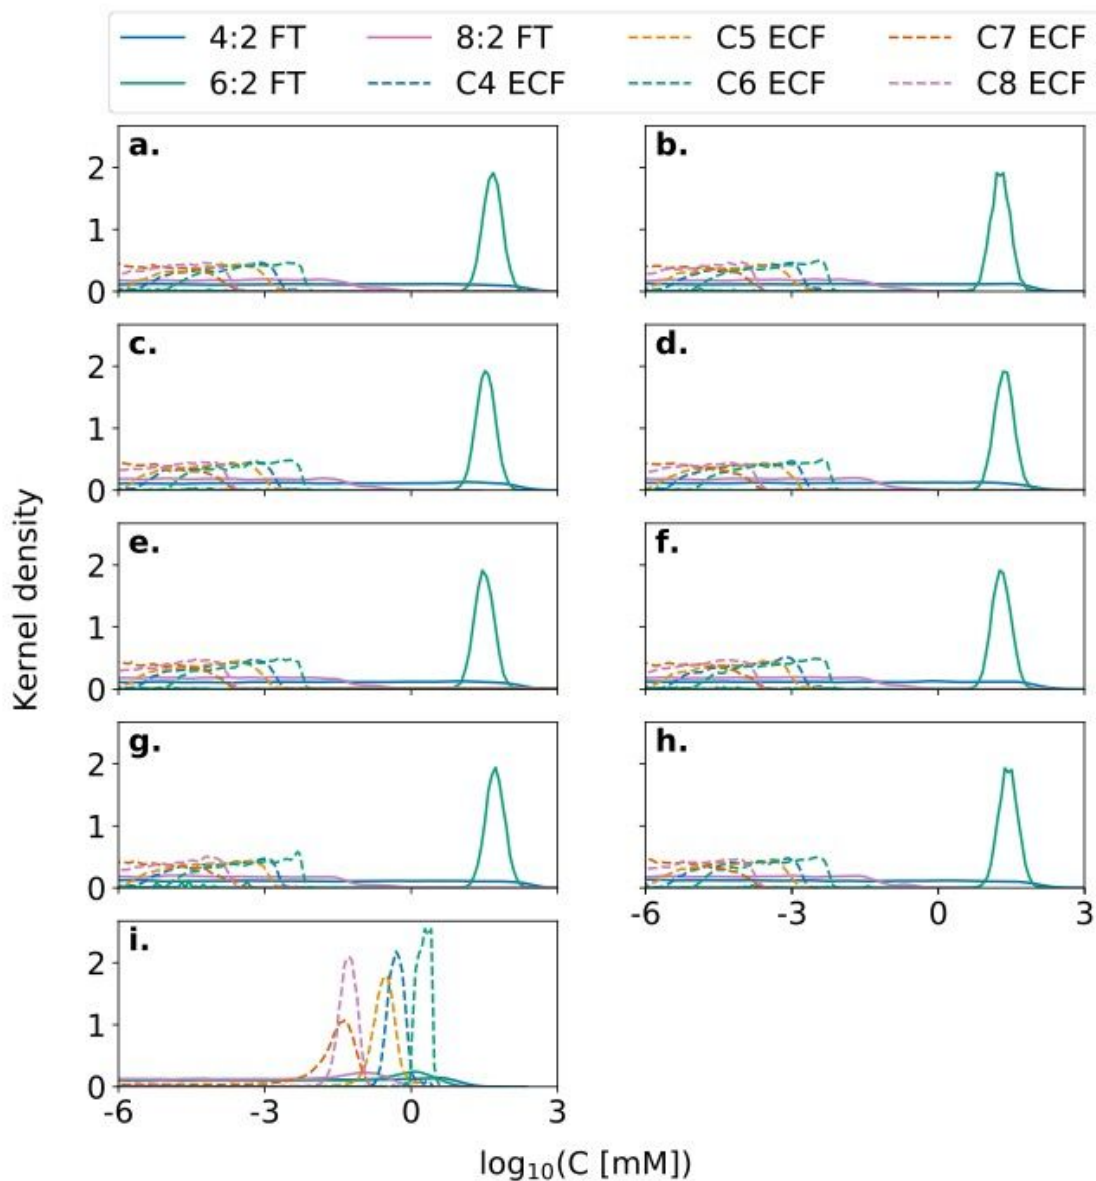 4:2 FT 8:2 FT C5 ECF C7 ECF
6:2 FT C4 ECF C6 ECF C8 ECF
a. b.
2
1
0
c. d.
2
1
0
e. f.
2
1
0
g. h.
2
1
0
-6 -3 0 3
i.
2
1
0
-6 -3 0 3
Kernel density
log₁₀(C [mM])